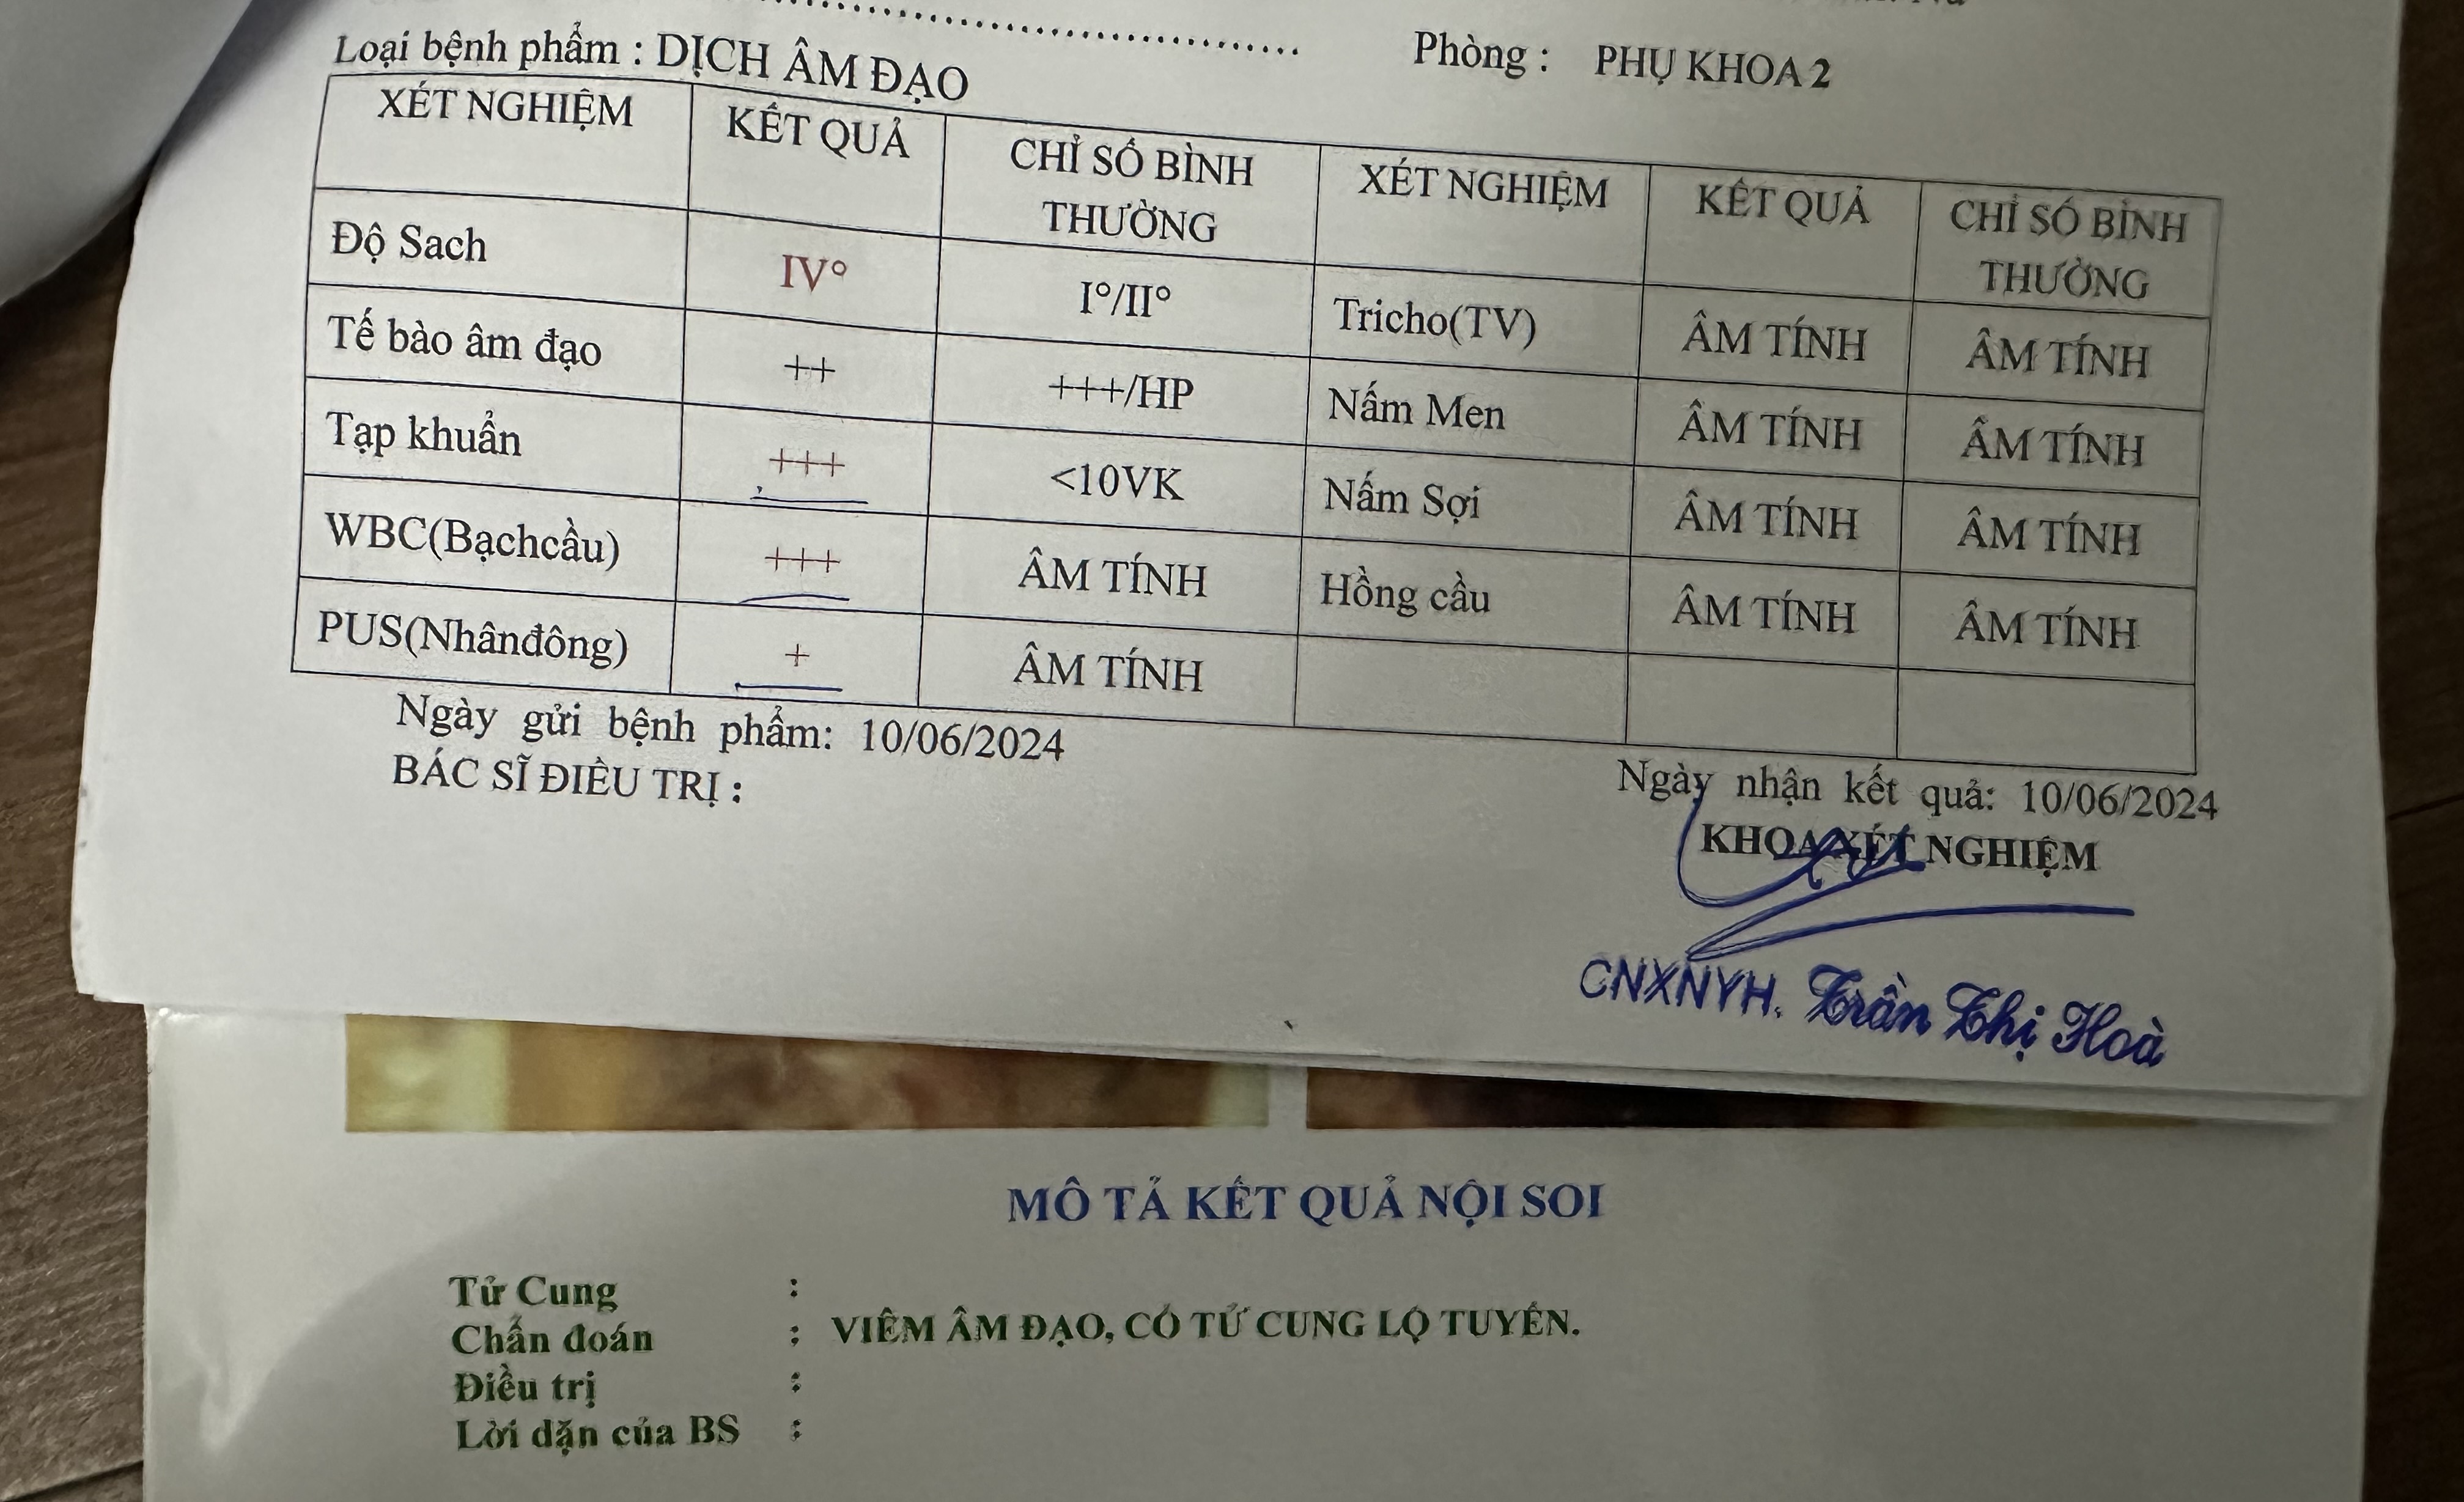 Loại bệnh phẩm : DỊCH ÂM ĐẠO
Phòng : PHỤ KHOA 2
XÉT NGHIỆM KẾT QUẢ CHỈ SỐ BÌNH THƯỜNG XÉT NGHIỆM KẾT QUẢ CHỈ SỐ BÌNH THƯỜNG
Độ Sach IV° I°/II° Tricho(TV) ÂM TÍNH ÂM TÍNH
Tế bào âm đạo ++ +++/HP Nấm Men ÂM TÍNH ÂM TÍNH
Tạp khuẩn +++ <10VK Nấm Sợi ÂM TÍNH ÂM TÍNH
WBC(Bạchcầu) +++ ÂM TÍNH Hồng cầu ÂM TÍNH ÂM TÍNH
PUS(Nhânđông) + ÂM TÍNH
Ngày gửi bệnh phẩm: 10/06/2024
BÁC SĨ ĐIỀU TRỊ :
Ngày nhận kết quả: 10/06/2024
KHOA XÉT NGHIỆM
CNXNYH. Trần Thị Hoà
MÔ TẢ KẾT QUẢ NỘI SOI
Tử Cung :
Chẩn đoán : VIÊM ÂM ĐẠO, CỔ TỬ CUNG LỘ TUYẾN.
Điều trị :
Lời dặn của BS :